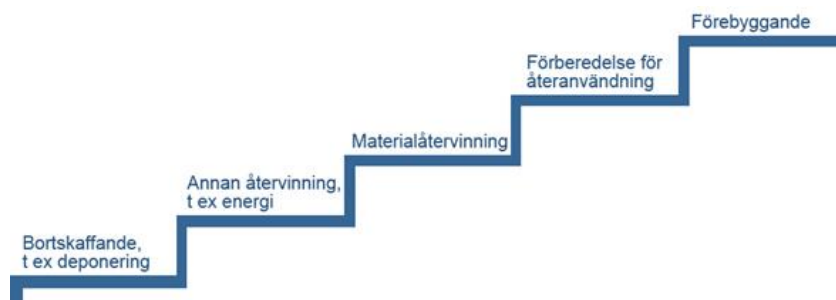 Förebyggande
Förberedelse för
återanvändning
Materialåtervinning
Annan återvinning,
t ex energi
Bortskaffande,
t ex deponering